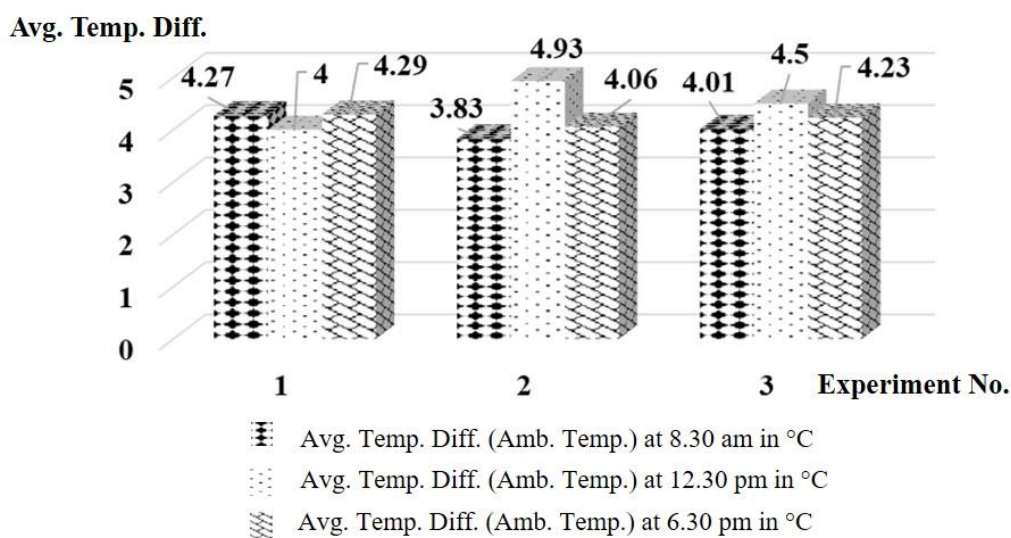 Avg. Temp. Diff.
4.27 4 4.29 3.83 4.93 4.06 4.01 4.5 4.23
5
4
3
2
1
0
1 2 3 Experiment No.
Avg. Temp. Diff. (Amb. Temp.) at 8.30 am in °C
Avg. Temp. Diff. (Amb. Temp.) at 12.30 pm in °C
Avg. Temp. Diff. (Amb. Temp.) at 6.30 pm in °C